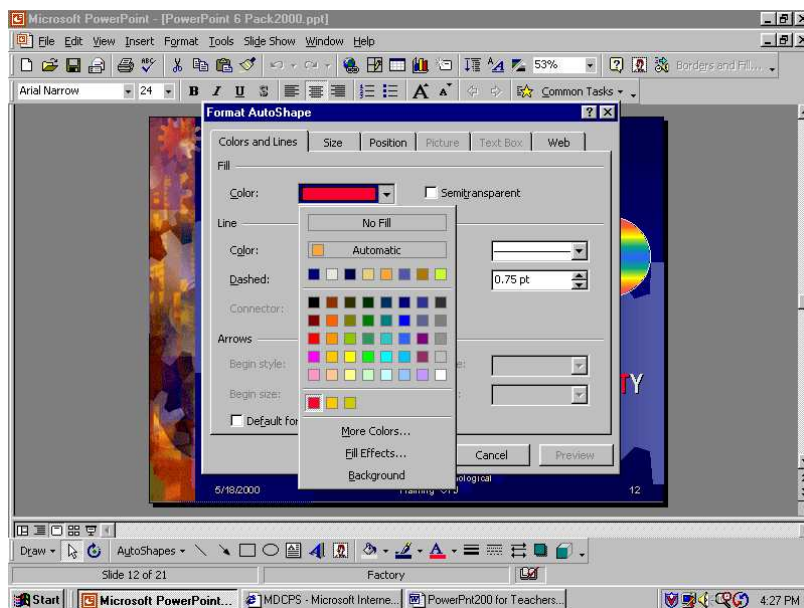 Microsoft PowerPoint - [PowerPoint 6 Pack2000.ppt]
File Edit View Insert Format Tools Slide Show Window Help
53% Borders and Fill...
Arial Narrow 24 B I U S A A Common Tasks
Format AutoShape
Colors and Lines Size Position Picture Text Box Web
Fill
Color: Semitransparent
No Fill
Line
Color: Automatic
Dashed: 0.75 pt
Connector:
Arrows
Begin style:
Begin size:
Default for
More Colors...
Fill Effects...
Background
Cancel Preview
TY
5/18/2000 12
Draw AutoShapes
Slide 12 of 21 Factory
Start Microsoft PowerPoint... MDCPS - Microsoft Interne... PowerPnt200 for Teachers... 4:27 PM